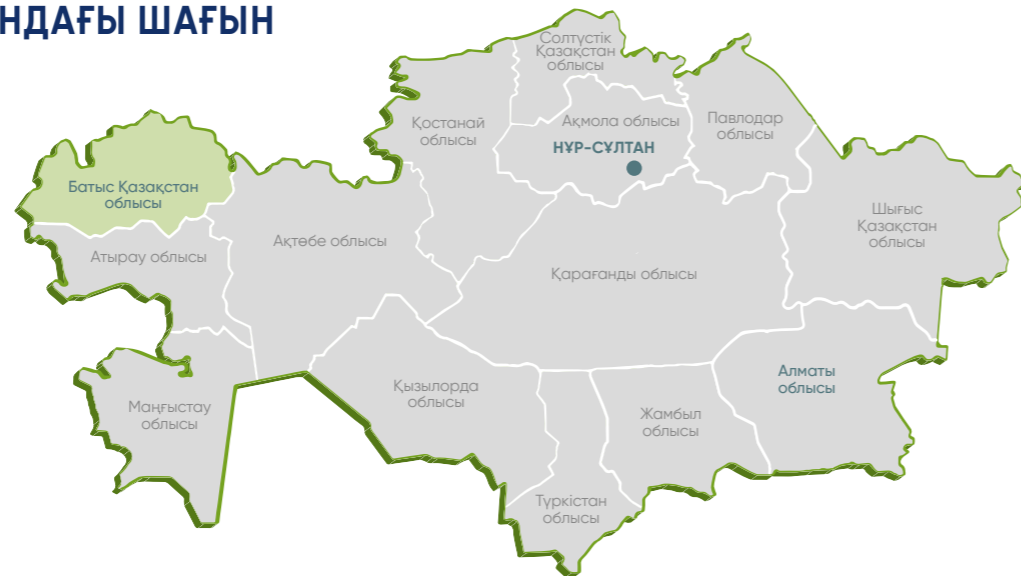 НДАҒЫ ШАҒЫН
Солтүстік
Қазақстан
облысы
Қостанай
облысы
Ақмола облысы
НҰР-СҰЛТАН
Павлодар
облысы
Батыс Қазақстан
облысы
Шығыс
Қазақстан
облысы
Атырау облысы
Ақтөбе облысы
Қарағанды облысы
Алматы
облысы
Қызылорда
облысы
Маңғыстау
облысы
Жамбыл
облысы
Түркістан
облысы